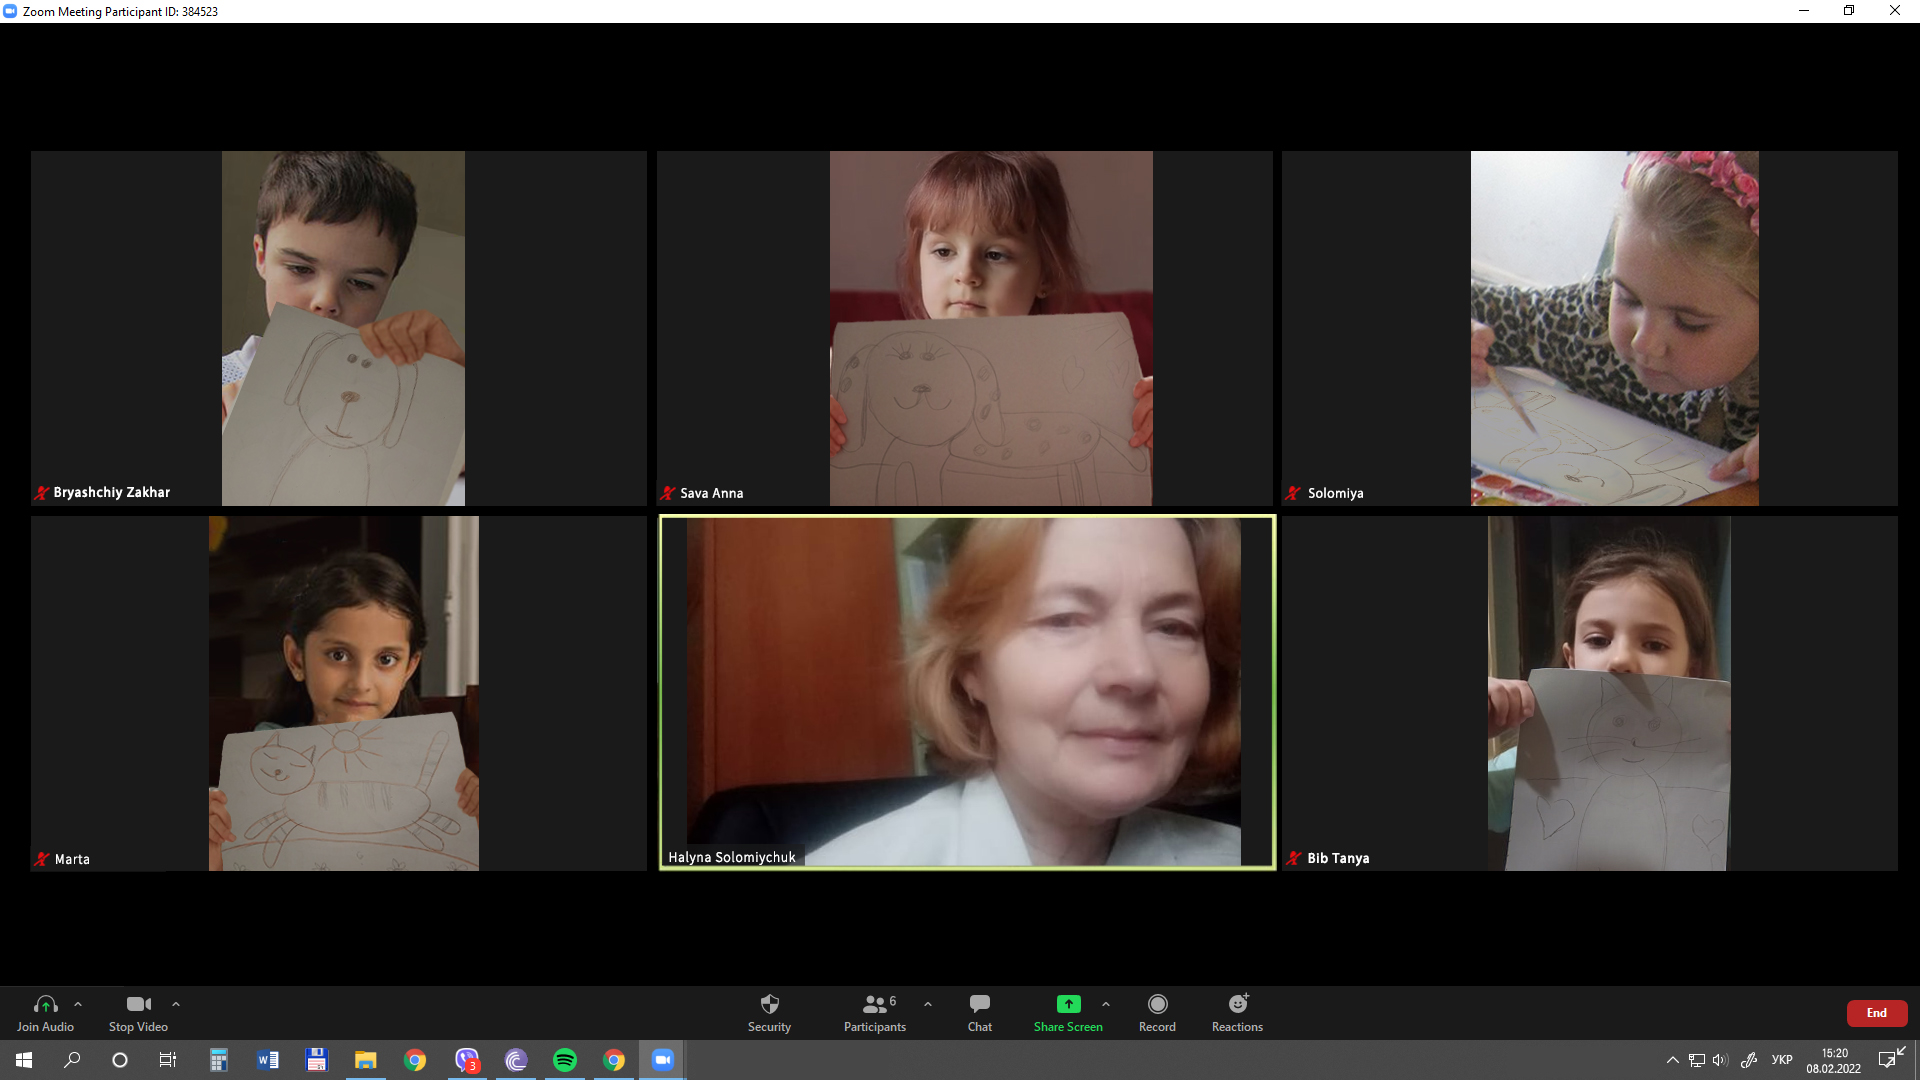 Zoom Meeting Participant ID: 384523
Bryashchiy Zakhar
Sava Anna
Solomiya
Marta
Halyna Solomiychuk
Bib Tanya
Join Audio
Stop Video
Security
6
Participants
Chat
Share Screen
Record
Reactions
End
W
3
УКР
15:20
08.02.2022